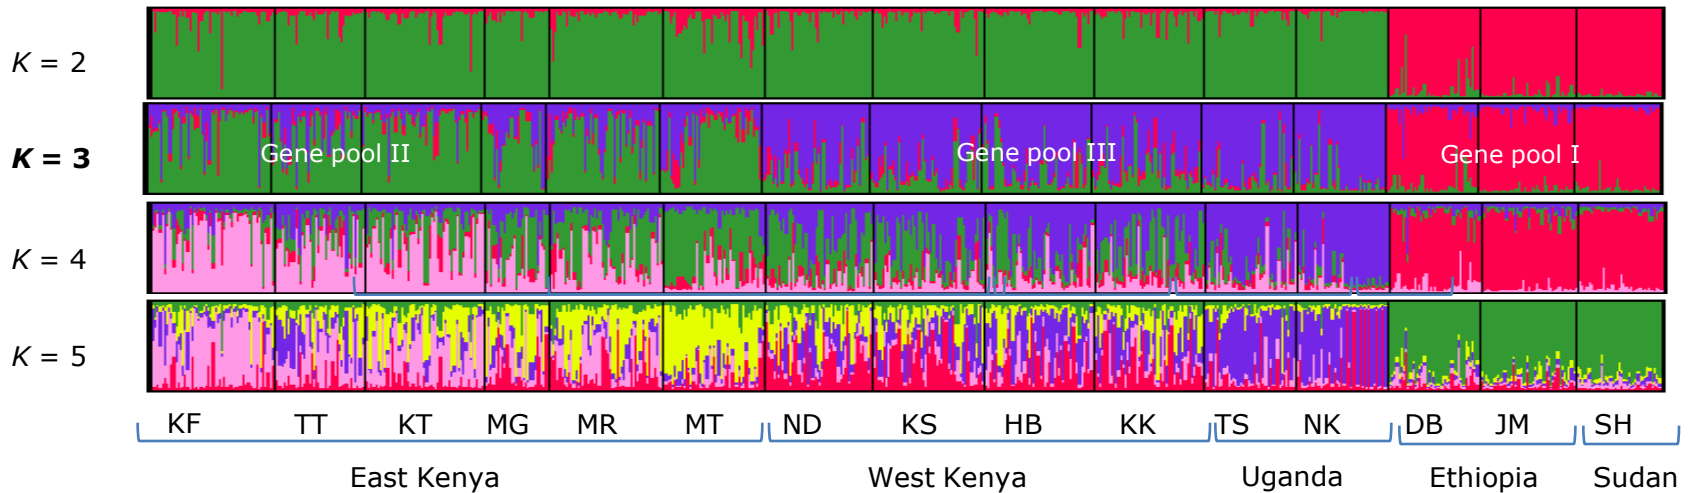 K = 2
K = 3
Gene pool II Gene pool III Gene pool I
K = 4
K = 5
KF TT KT MG MR MT ND KS HB KK TS NK DB JM SH
East Kenya West Kenya Uganda Ethiopia Sudan